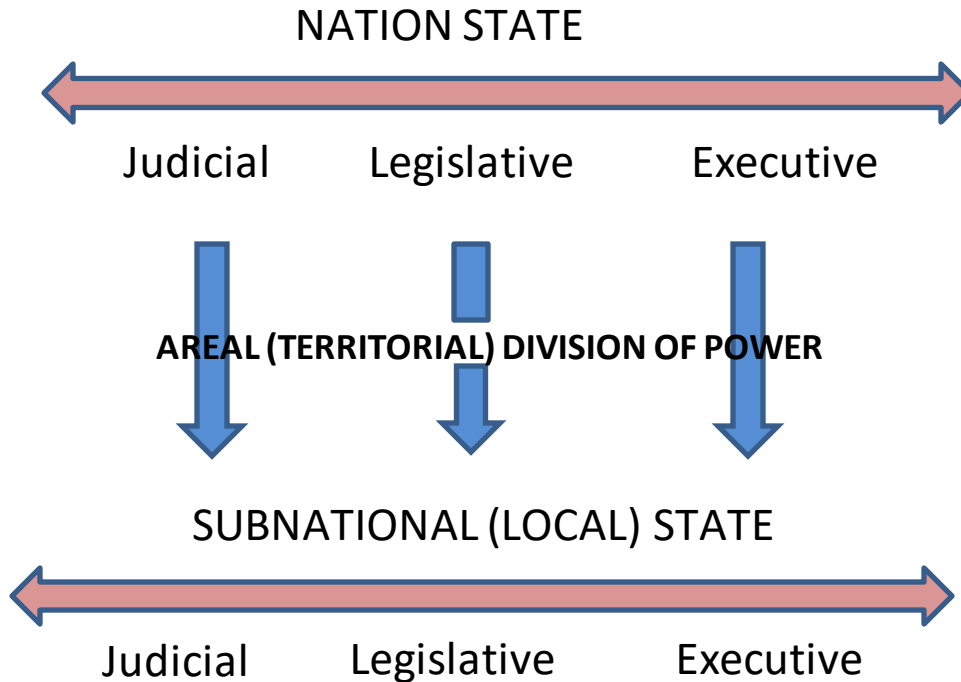 NATION STATE
Judicial Legislative Executive
AREAL (TERRITORIAL) DIVISION OF POWER
SUBNATIONAL (LOCAL) STATE
Judicial Legislative Executive